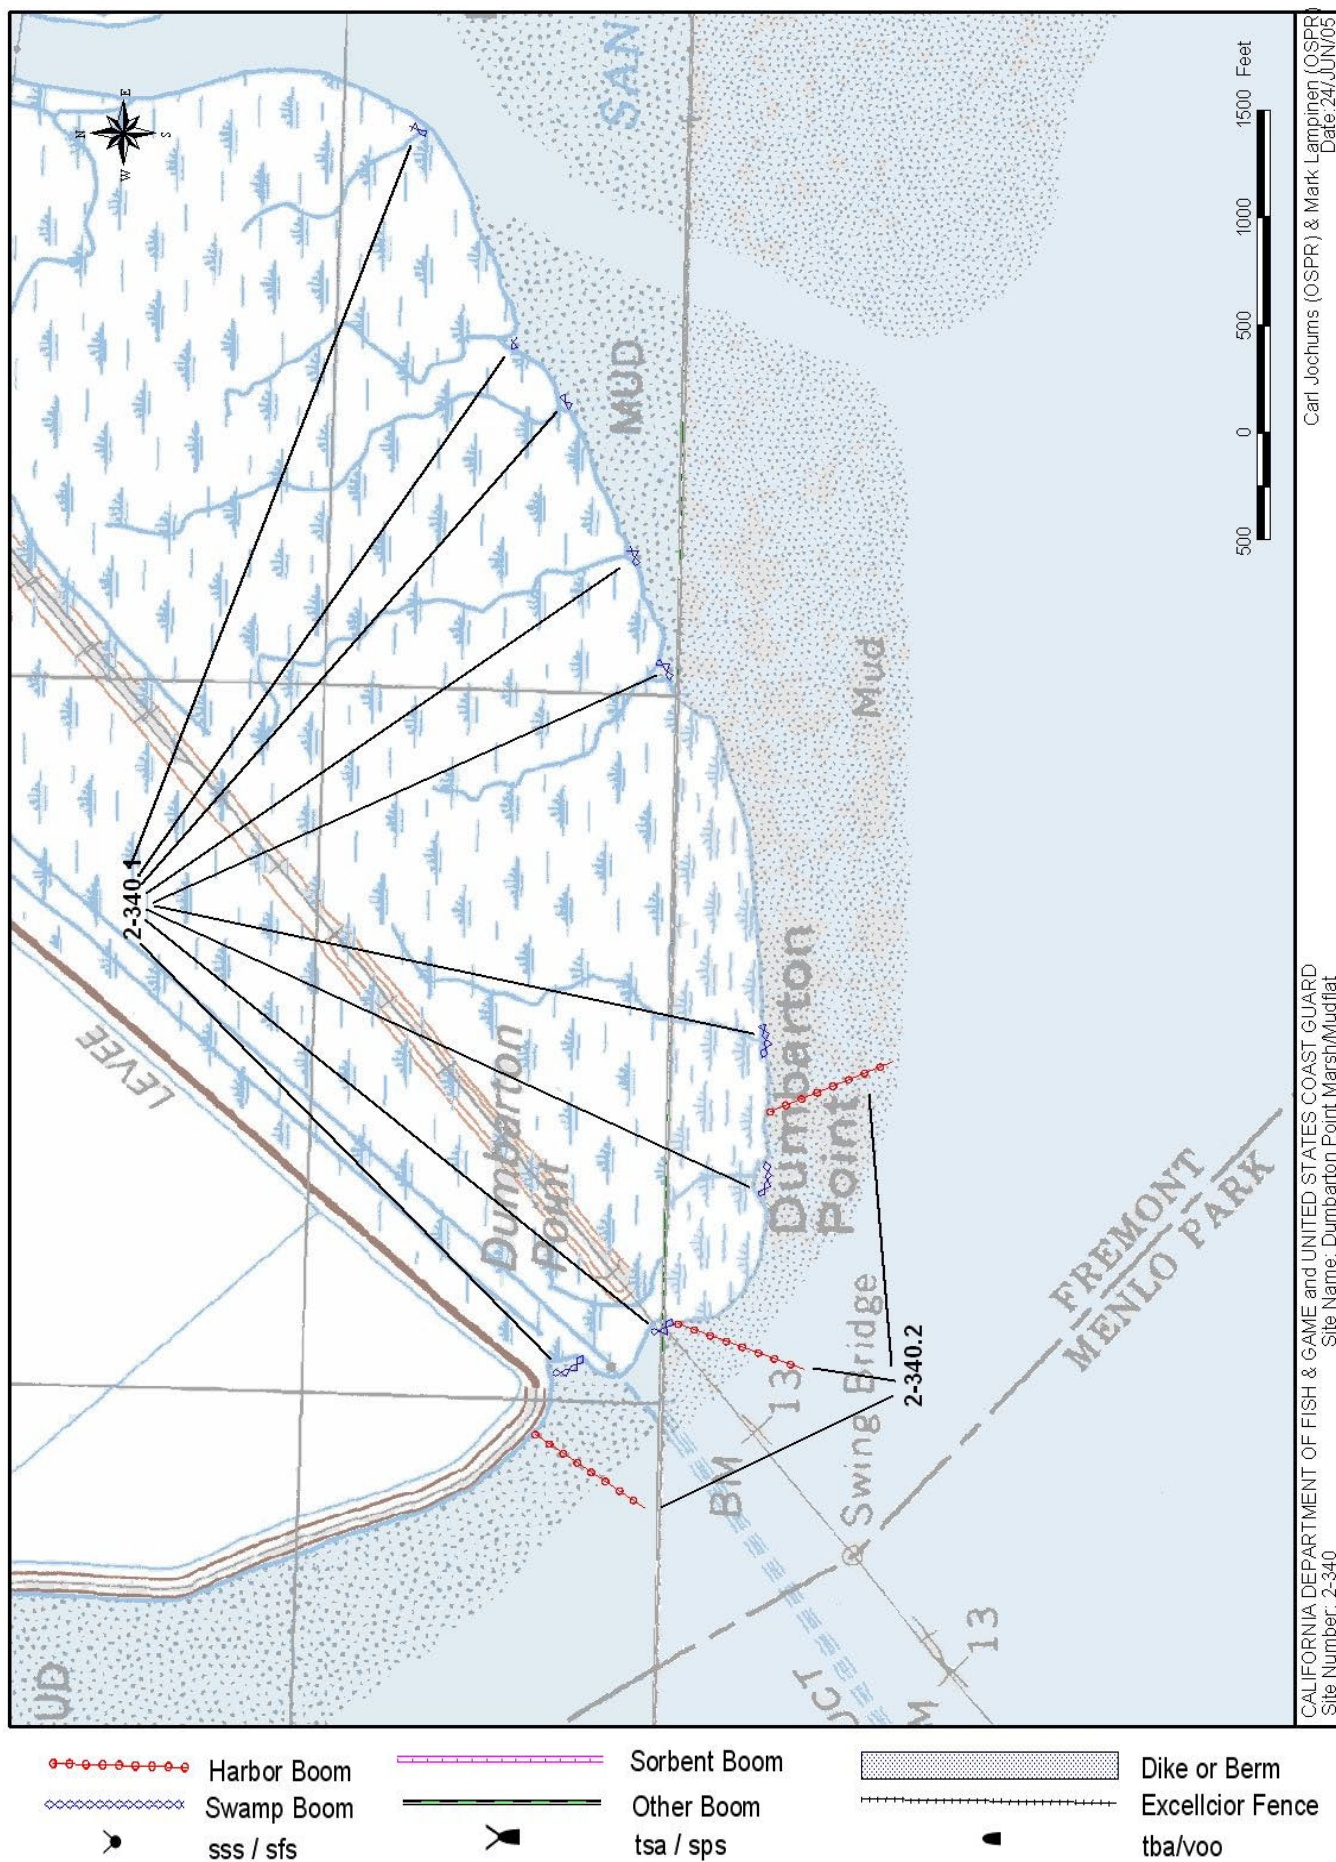 SAN
N
E
S
W
MUD
Mud
2-340.1
LEVEE
Dumbarton
Point
Dumbarton
Point
2-340.2
Swing Bridge
13
BM
13
UCT
M
UD
FREMONT
MENLO PARK
500 0 500 1000 1500 Feet
CALIFORNIA DEPARTMENT OF FISH & GAME and UNITED STATES COAST GUARD
Carl Jochums (OSPR) & Mark Lampinen (OSPR)
Site Number: 2-340 Site Name: Dumbarton Point Marsh/Mudflat Date:24/JUN/05
Harbor Boom Sorbent Boom Dike or Berm
Swamp Boom Other Boom Excellcior Fence
sss / sfs tsa / sps tba/voo